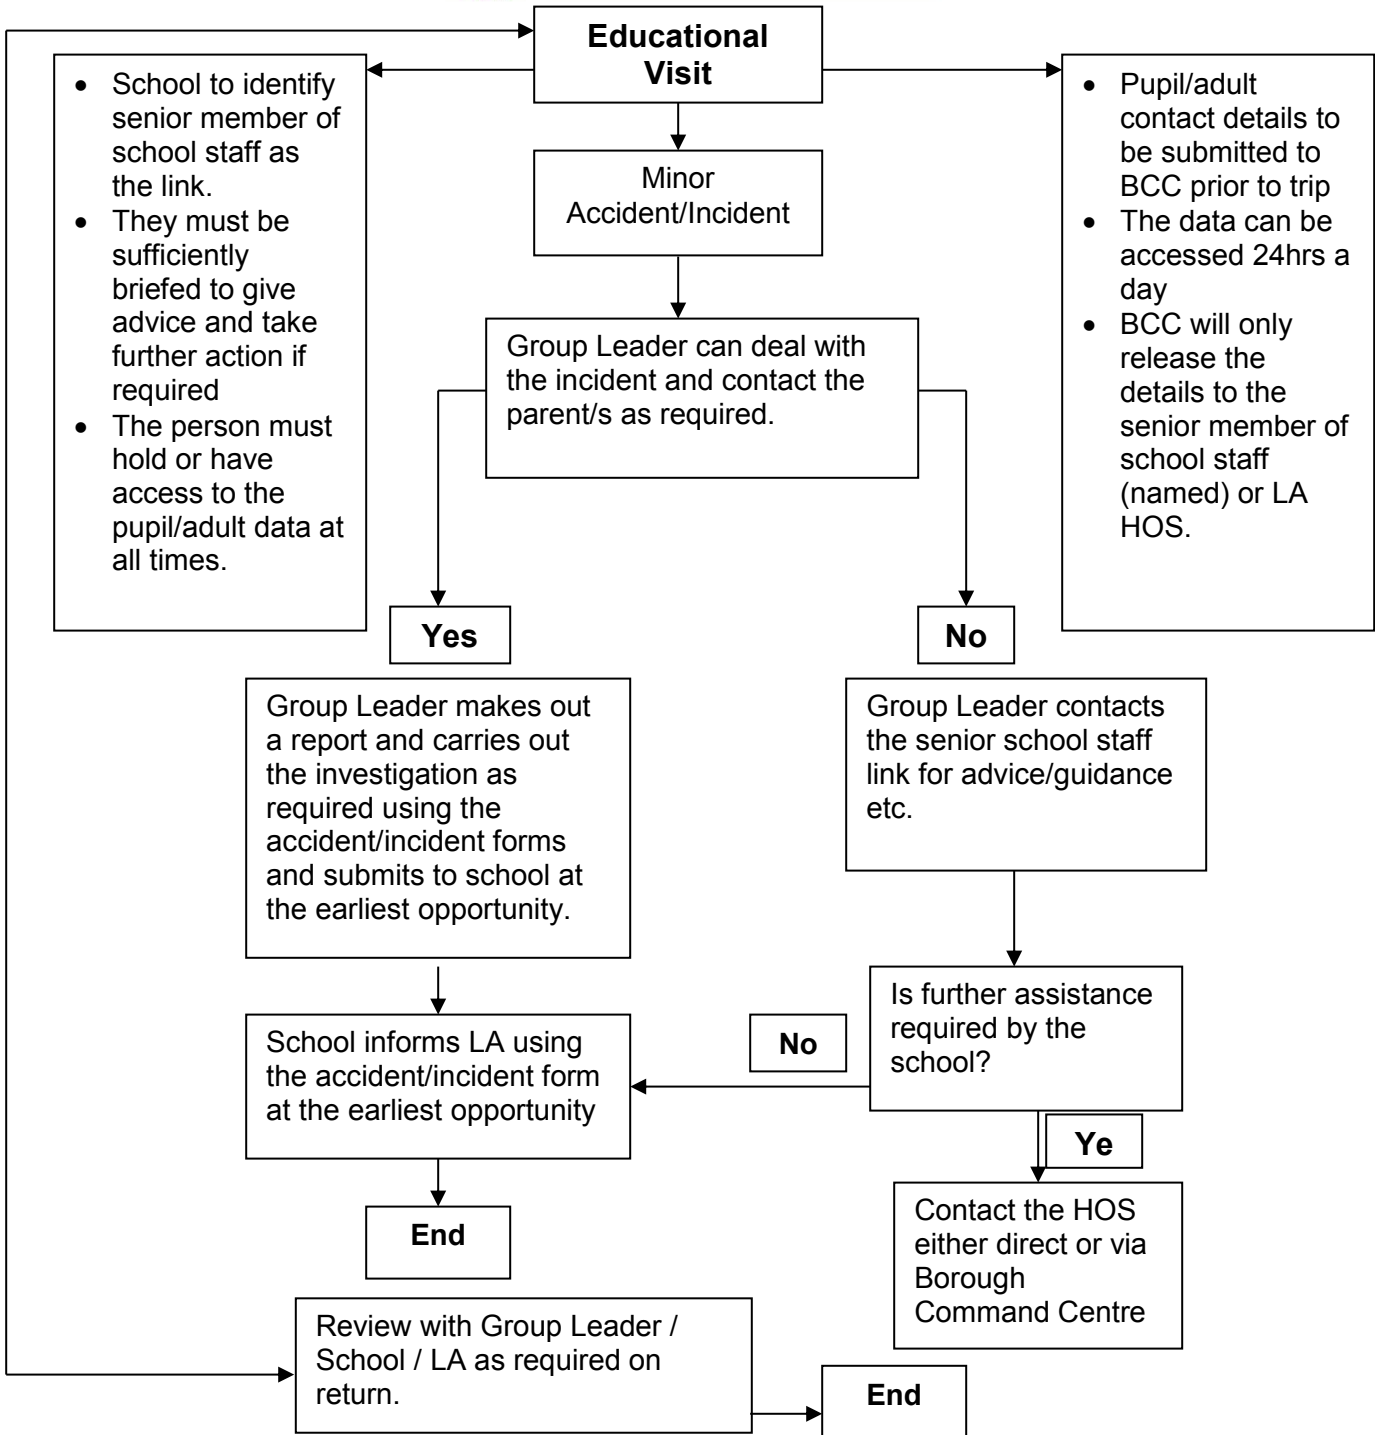 Educational
Visit
• School to identify
senior member of
school staff as
the link.
• They must be
sufficiently
briefed to give
advice and take
further action if
required
• The person must
hold or have
access to the
pupil/adult data at
all times.
• Pupil/adult
contact details to
be submitted to
BCC prior to trip
• The data can be
accessed 24hrs a
day
• BCC will only
release the
details to the
senior member of
school staff
(named) or LA
HOS.
Minor
Accident/Incident
Group Leader can deal with
the incident and contact the
parent/s as required.
Yes
No
Group Leader makes out
a report and carries out
the investigation as
required using the
accident/incident forms
and submits to school at
the earliest opportunity.
Group Leader contacts
the senior school staff
link for advice/guidance
etc.
Is further assistance
required by the
school?
No
School informs LA using
the accident/incident form
at the earliest opportunity
Ye
Contact the HOS
either direct or via
Borough
Command Centre
End
Review with Group Leader /
School / LA as required on
return.
End